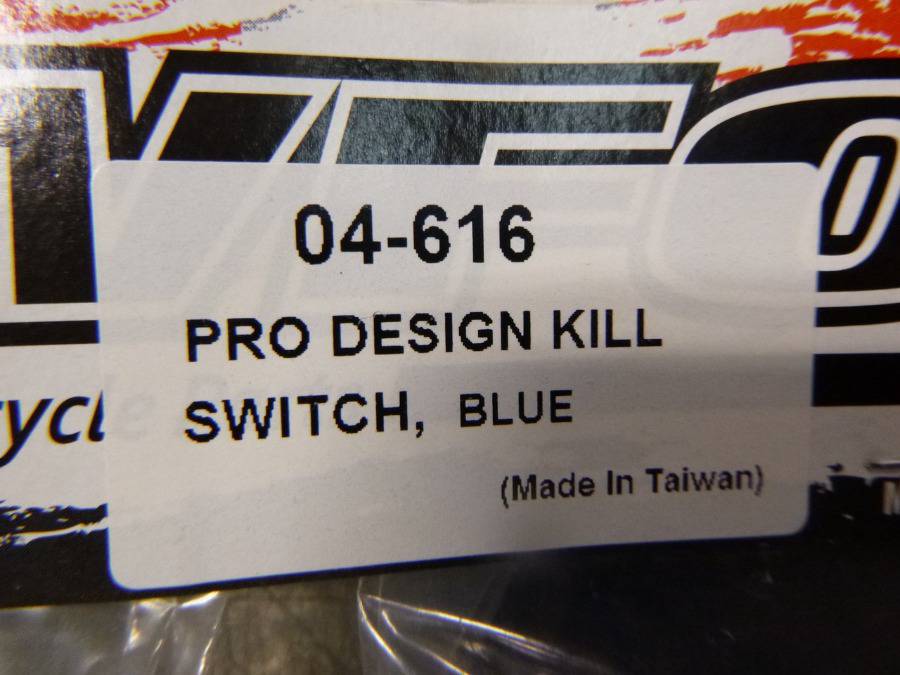 04-616
PRO DESIGN KILL
SWITCH, BLUE
(Made In Taiwan)